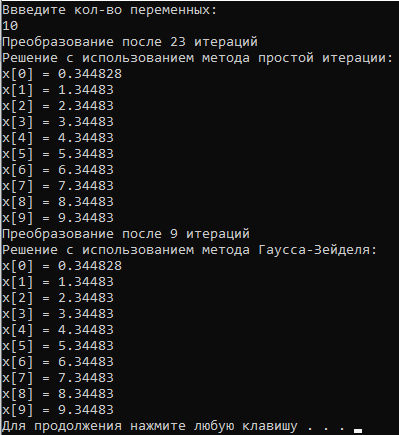 Ввведите кол-во переменных:
10
Преобразование после 23 итераций
Решение с использованием метода простой итерации:
x[0] = 0.344828
x[1] = 1.34483
x[2] = 2.34483
x[3] = 3.34483
x[4] = 4.34483
x[5] = 5.34483
x[6] = 6.34483
x[7] = 7.34483
x[8] = 8.34483
x[9] = 9.34483
Преобразование после 9 итераций
Решение с использованием метода Гаусса-Зейделя:
x[0] = 0.344828
x[1] = 1.34483
x[2] = 2.34483
x[3] = 3.34483
x[4] = 4.34483
x[5] = 5.34483
x[6] = 6.34483
x[7] = 7.34483
x[8] = 8.34483
x[9] = 9.34483
Для продолжения нажмите любую клавишу . . .